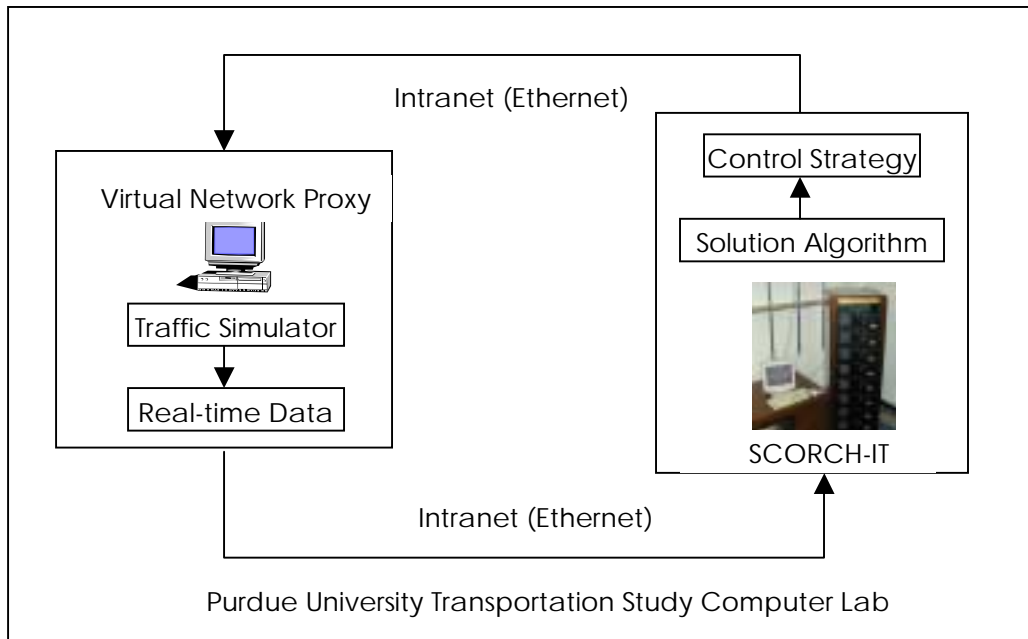 Intranet (Ethernet)
Virtual Network Proxy
Traffic Simulator
Real-time Data
Control Strategy
Solution Algorithm
SCORCH-IT
Intranet (Ethernet)
Purdue University Transportation Study Computer Lab